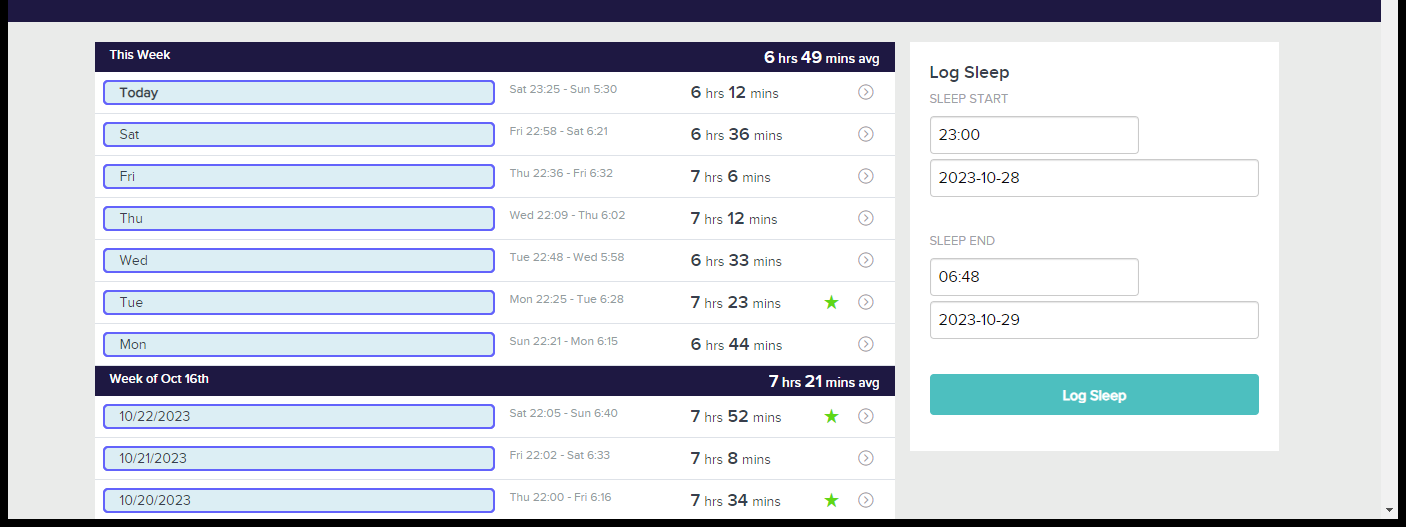 This Week 6 hrs 49 mins avg
Today Sat 23:25 - Sun 5:30 6 hrs 12 mins
Sat Fri 22:58 - Sat 6:21 6 hrs 36 mins
Fri Thu 22:36 - Fri 6:32 7 hrs 6 mins
Thu Wed 22:09 - Thu 6:02 7 hrs 12 mins
Wed Tue 22:48 - Wed 5:58 6 hrs 33 mins
Tue Mon 22:25 - Tue 6:28 7 hrs 23 mins
Mon Sun 22:21 - Mon 6:15 6 hrs 44 mins
Week of Oct 16th 7 hrs 21 mins avg
10/22/2023 Sat 22:05 - Sun 6:40 7 hrs 52 mins
10/21/2023 Fri 22:02 - Sat 6:33 7 hrs 8 mins
10/20/2023 Thu 22:00 - Fri 6:16 7 hrs 34 mins
Log Sleep
SLEEP START
23:00
2023-10-28
SLEEP END
06:48
2023-10-29
Log Sleep